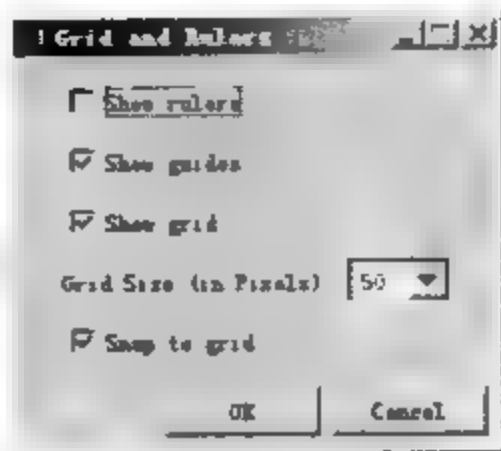 Grid and Rulers
Show rulers
Show guides
Show grid
Grid Size (in Pixels) 50
Snap to grid
OK Cancel